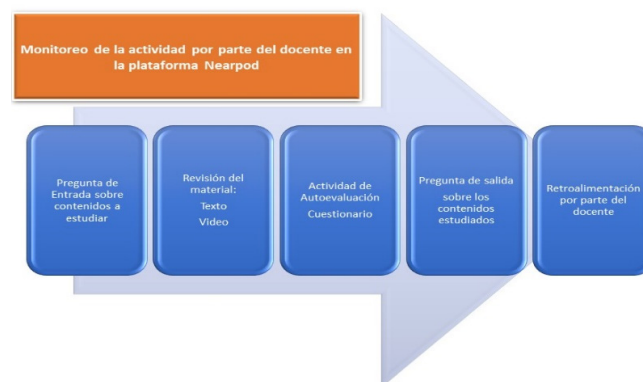 Monitoreo de la actividad por parte del docente en
la plataforma Nearpod
Pregunta de
Entrada sobre
contenidos a
estudiar
Revisión del
material:
Texto
Video
Actividad de
Autoevaluación
Cuestionario
Pregunta de salida
sobre los
contenidos
estudiados
Retroalimentación
por parte del
docente